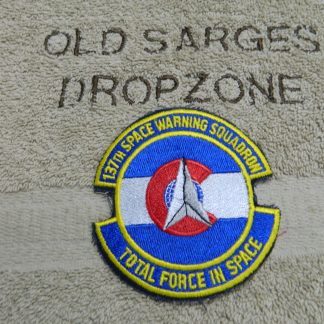 OLD SARGES
DROPZONE
137TH SPACE WARNING SQUADRON
TOTAL FORCE IN SPACE